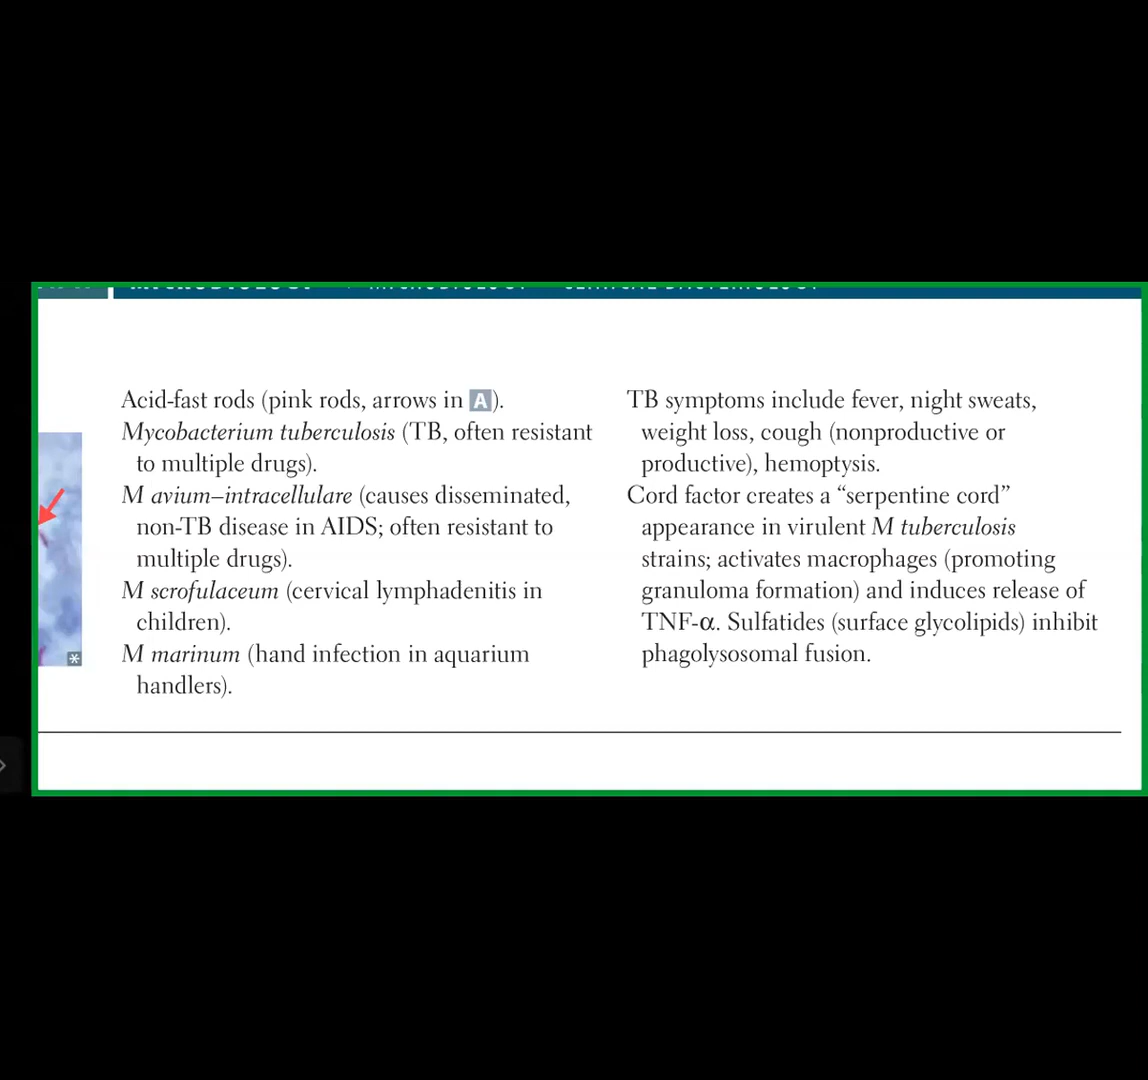 Acid-fast rods (pink rods, arrows in A).
Mycobacterium tuberculosis (TB, often resistant
to multiple drugs).
M avium–intracellulare (causes disseminated,
non-TB disease in AIDS; often resistant to
multiple drugs).
M scrofulaceum (cervical lymphadenitis in
children).
M marinum (hand infection in aquarium
handlers).
TB symptoms include fever, night sweats,
weight loss, cough (nonproductive or
productive), hemoptysis.
Cord factor creates a “serpentine cord”
appearance in virulent M tuberculosis
strains; activates macrophages (promoting
granuloma formation) and induces release of
TNF-α. Sulfatides (surface glycolipids) inhibit
phagolysosomal fusion.